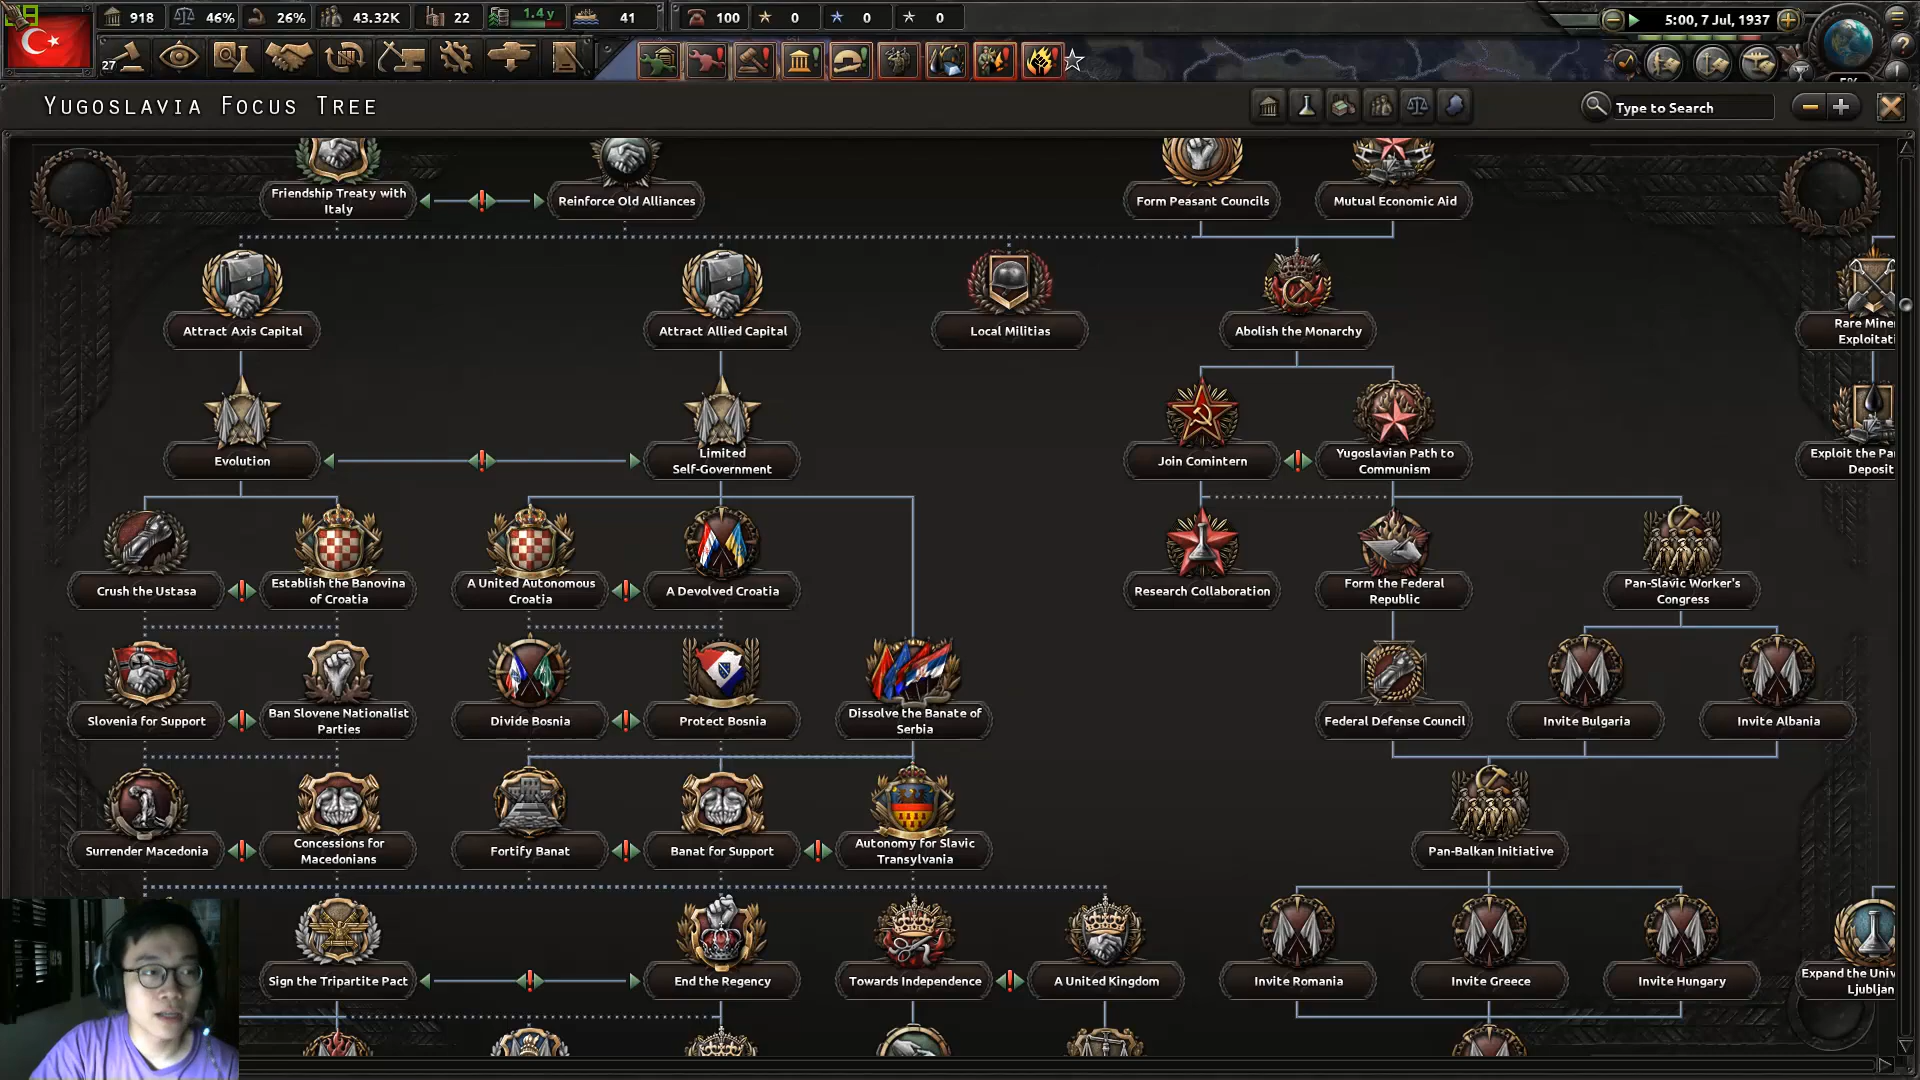 918
46%
26%
43.32K
22
1.4 y
41
100
0
0
0
5:00, 7 Jul, 1937
27
5%
Yugoslavia Focus Tree
Type to Search
Friendship Treaty with
Italy
Reinforce Old Alliances
Form Peasant Councils
Mutual Economic Aid
Attract Axis Capital
Attract Allied Capital
Local Militias
Abolish the Monarchy
Rare Mine
Exploitati
Evolution
Limited
Self-Government
Join Comintern
Yugoslavian Path to
Communism
Exploit the Pa
Deposit
Crush the Ustasa
Establish the Banovina
of Croatia
A United Autonomous
Croatia
A Devolved Croatia
Research Collaboration
Form the Federal
Republic
Pan-Slavic Worker's
Congress
Slovenia for Support
Ban Slovene Nationalist
Parties
Divide Bosnia
Protect Bosnia
Dissolve the Banate of
Serbia
Federal Defense Council
Invite Bulgaria
Invite Albania
Surrender Macedonia
Concessions for
Macedonians
Fortify Banat
Banat for Support
Autonomy for Slavic
Transylvania
Pan-Balkan Initiative
Sign the Tripartite Pact
End the Regency
Towards Independence
A United Kingdom
Invite Romania
Invite Greece
Invite Hungary
Expand the Univ
Ljubljan